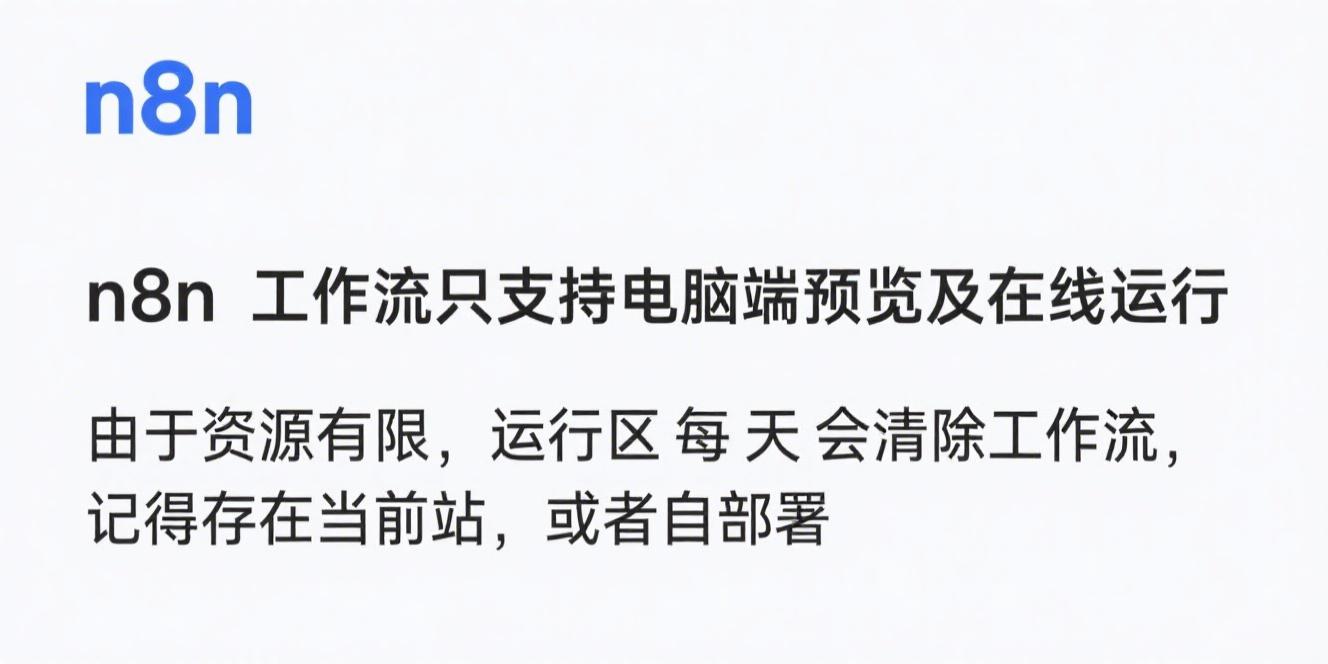 n8n
n8n 工作流只支持电脑端预览及在线运行
由于资源有限，运行区 每 天 会清除工作流，
记得存在当前站，或者自部署